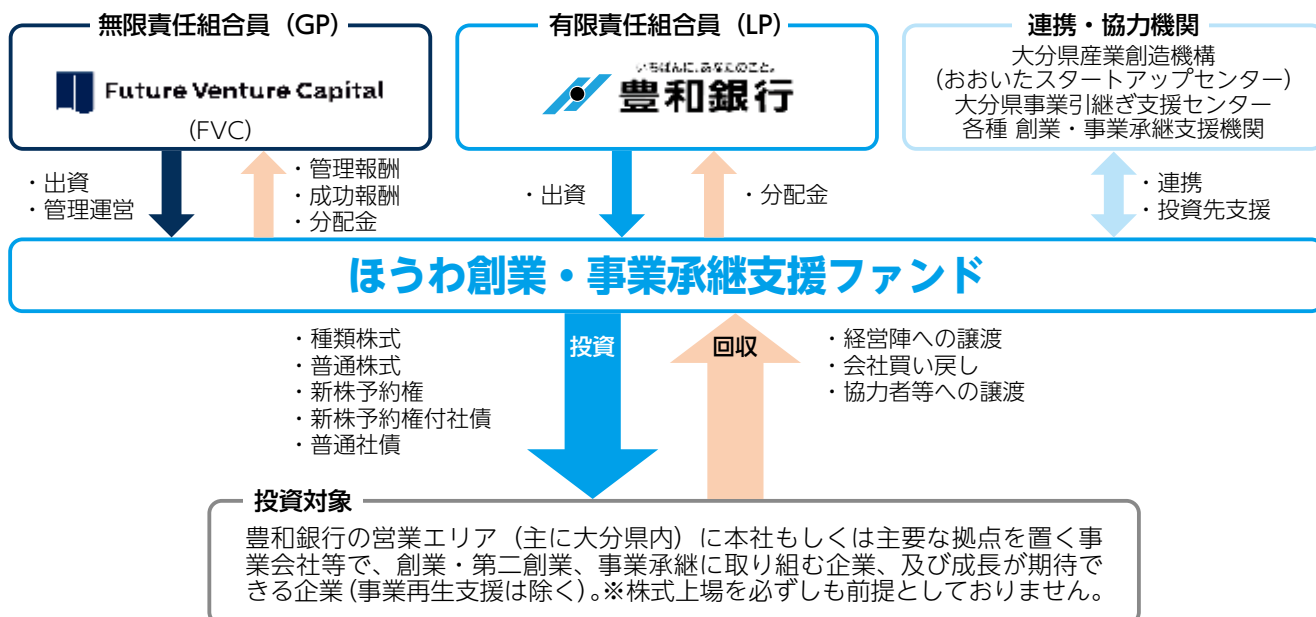 無限責任組合員（GP）
Future Venture Capital
(FVC)
有限責任組合員（LP）
いちばんに、あなたのこと。
豊和銀行
連携・協力機関
大分県産業創造機構
(おおいたスタートアップセンター)
大分県事業引継ぎ支援センター
各種 創業・事業承継支援機関
・出資
・管理運営
・管理報酬
・成功報酬
・分配金
・出資
・分配金
・連携
・投資先支援
ほうわ創業・事業承継支援ファンド
・種類株式
・普通株式
・新株予約権
・新株予約権付社債
・普通社債
投資
回収
・経営陣への譲渡
・会社買い戻し
・協力者等への譲渡
投資対象
豊和銀行の営業エリア（主に大分県内）に本社もしくは主要な拠点を置く事
業会社等で、創業・第二創業、事業承継に取り組む企業、及び成長が期待で
きる企業(事業再生支援は除く)。※株式上場を必ずしも前提としておりません。